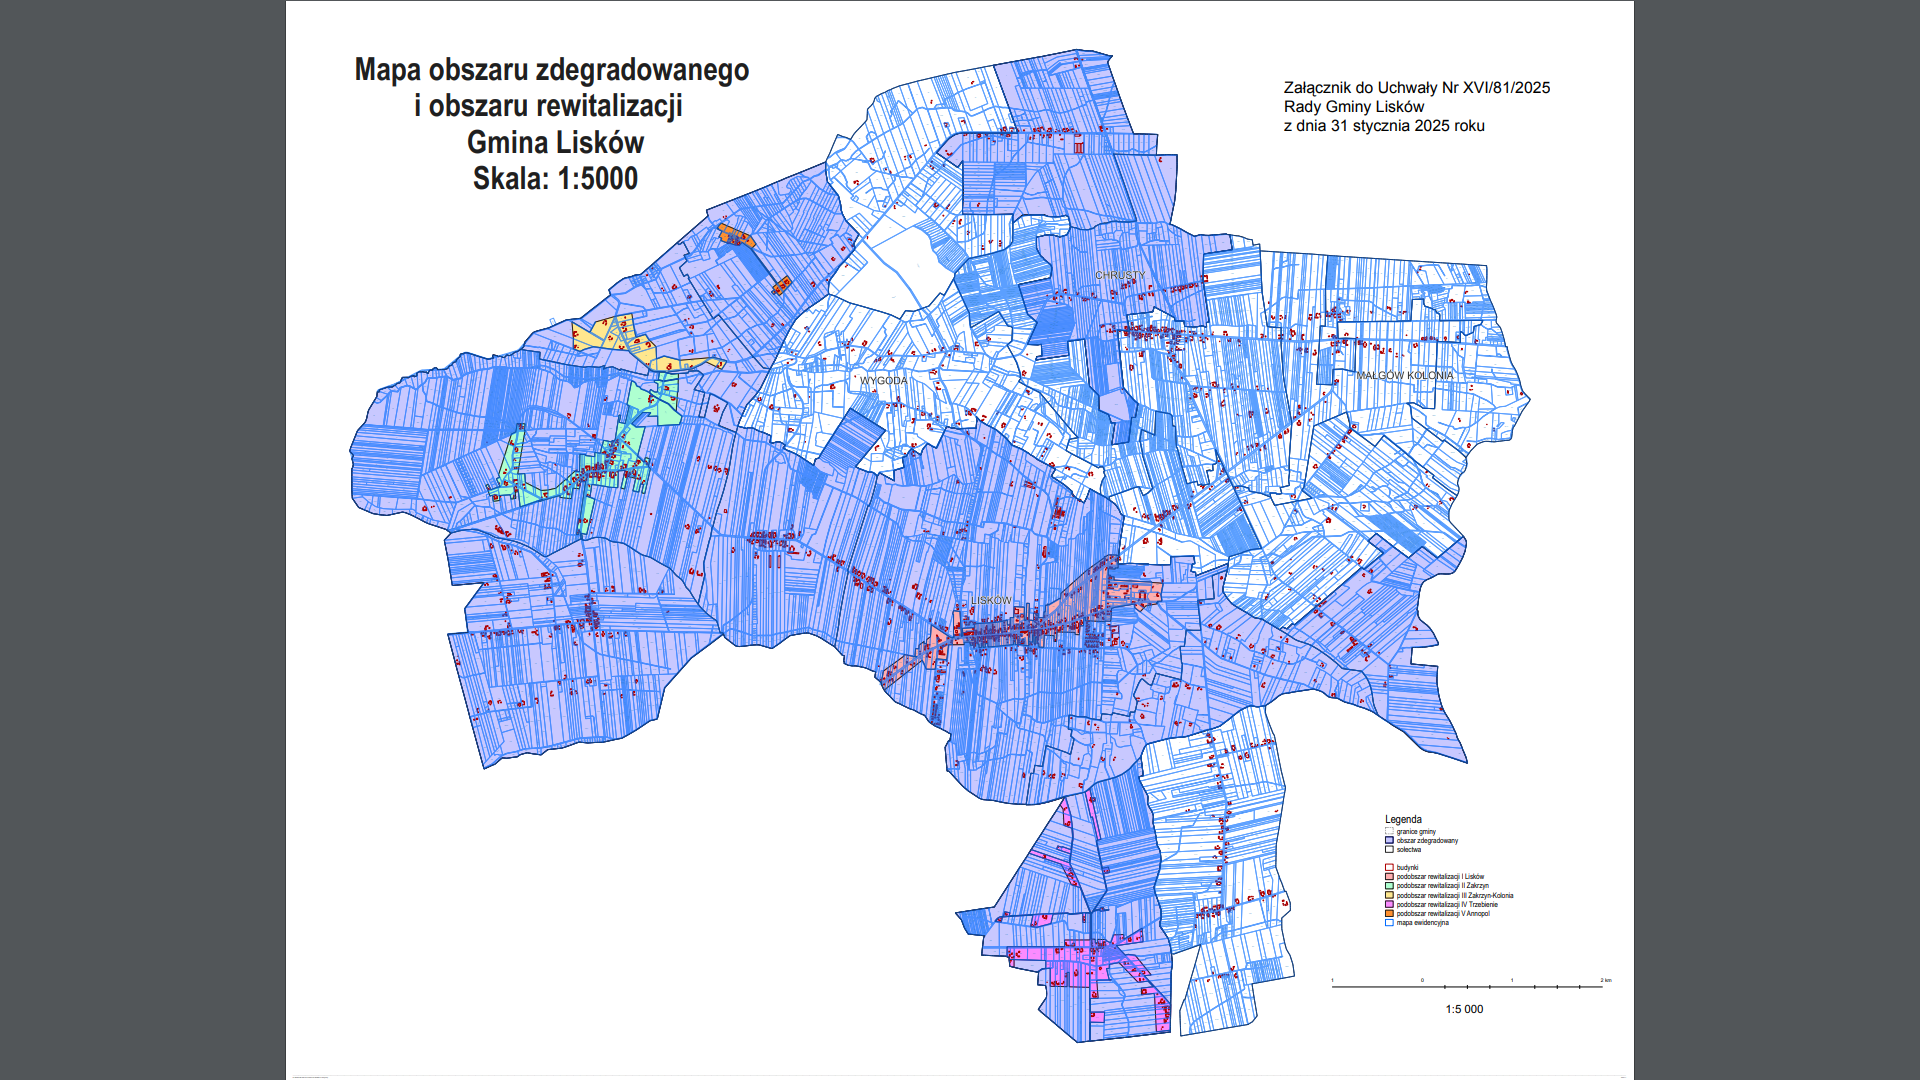 Mapa obszaru zdegradowanego
i obszaru rewitalizacji
Gmina Lisków
Skala: 1:5000
Załącznik do Uchwały Nr XVI/81/2025
Rady Gminy Lisków
z dnia 31 stycznia 2025 roku
CHRUSTY
WYGODA
MAŁGÓW KOLONIA
LISKÓW
Legenda
granice gminy
obszar zdegradowany
sołectwa
budynki
podobszar rewitalizacji I Lisków
podobszar rewitalizacji II Zakrzyn
podobszar rewitalizacji III Zakrzyn-Kolonia
podobszar rewitalizacji IV Trzebienie
podobszar rewitalizacji V Annopol
mapa ewidencyjna
1 0 1 2 km
1:5 000